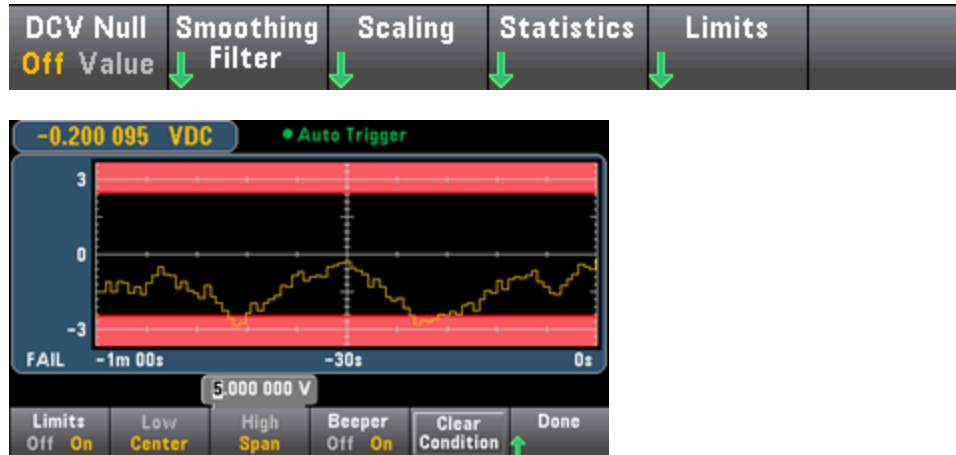 DCV Null Smoothing Scaling Statistics Limits
Off Value Filter
-0.200 095 VDC Auto Trigger
3
0
-3
FAIL -1m 00s -30s 0s
5.000 000 V
Limits Low High Beeper Clear Done
Off On Center Span Off On Condition